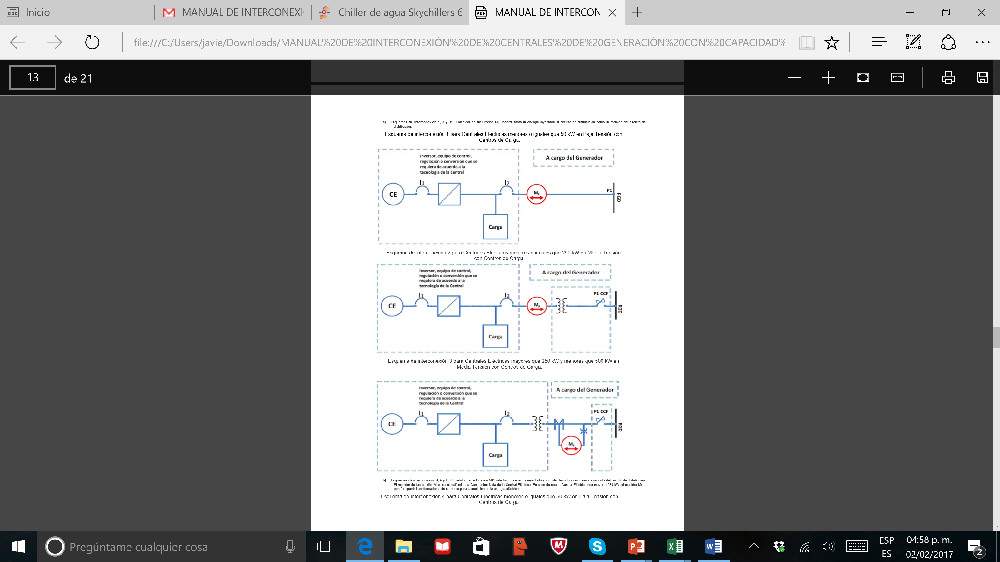 Inicio
MANUAL DE INTERCONEXI
Chiller de agua Skychillers 6
MANUAL DE INTERCON
file:///C:/Users/javie/Downloads/MANUAL%20DE%20INTERCONEXIÓN%20DE%20CENTRALES%20DE%20GENERACIÓN%20CON%20CAPACIDAD%
13 de 21
(a) Esquemas de interconexión 1, 2 y 3: El medidor de facturación MF registra tanto la energía inyectada al circuito de distribución como la recibida del circuito de
distribución.
Esquema de interconexión 1 para Centrales Eléctricas menores o iguales que 50 kW en Baja Tensión con
Centros de Carga.
Inversor, equipo de control,
regulación o conversión que se
requiera de acuerdo a la
tecnología de la Central
A cargo del Generador
I1
I2
CE
MF
P1
RGD
Carga
Esquema de interconexión 2 para Centrales Eléctricas menores o iguales que 250 kW en Media Tensión
con Centros de Carga.
Inversor, equipo de control,
regulación o conversión que se
requiera de acuerdo a la
tecnología de la Central
A cargo del Generador
I1
I2
P1 CCF
CE
MF
RGD
Carga
Esquema de interconexión 3 para Centrales Eléctricas mayores que 250 kW y menores que 500 kW en
Media Tensión con Centros de Carga.
Inversor, equipo de control,
regulación o conversión que se
requiera de acuerdo a la
tecnología de la Central
A cargo del Generador
I1
I2
P1 CCF
CE
RGD
MF
Carga
(b) Esquemas de interconexión 4, 5 y 6: El medidor de facturación MF mide tanto la energía inyectada al circuito de distribución como la recibida del circuito de distribución.
El medidor de facturación MCE (opcional) mide la Generación Neta de la Central Eléctrica. En caso de que la Central Eléctrica sea mayor a 250 kW, el medidor MCE
podrá requerir transformadores de corriente para la medición de la energía eléctrica.
Esquema de interconexión 4 para Centrales Eléctricas menores o iguales que 50 kW en Baja Tensión con
Centros de Carga.
Pregúntame cualquier cosa
ESP
ES
04:58 p. m.
02/02/2017
2